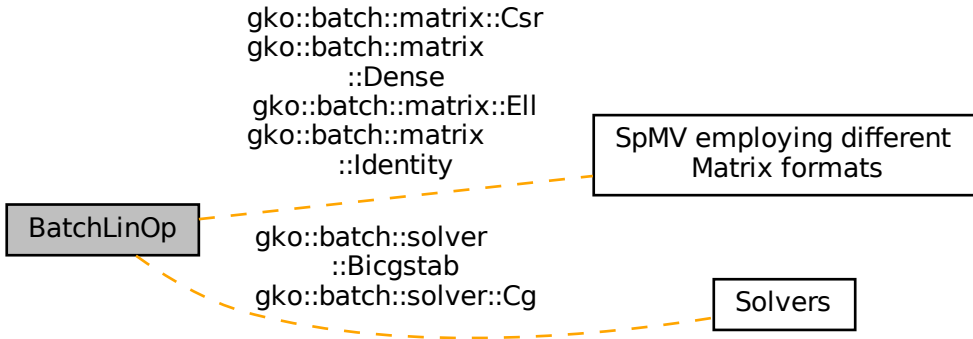 gko::batch::matrix::Csr
gko::batch::matrix
::Dense
gko::batch::matrix::Ell
gko::batch::matrix
::Identity
SpMV employing different
Matrix formats
BatchLinOp
gko::batch::solver
::Bicgstab
gko::batch::solver::Cg
Solvers